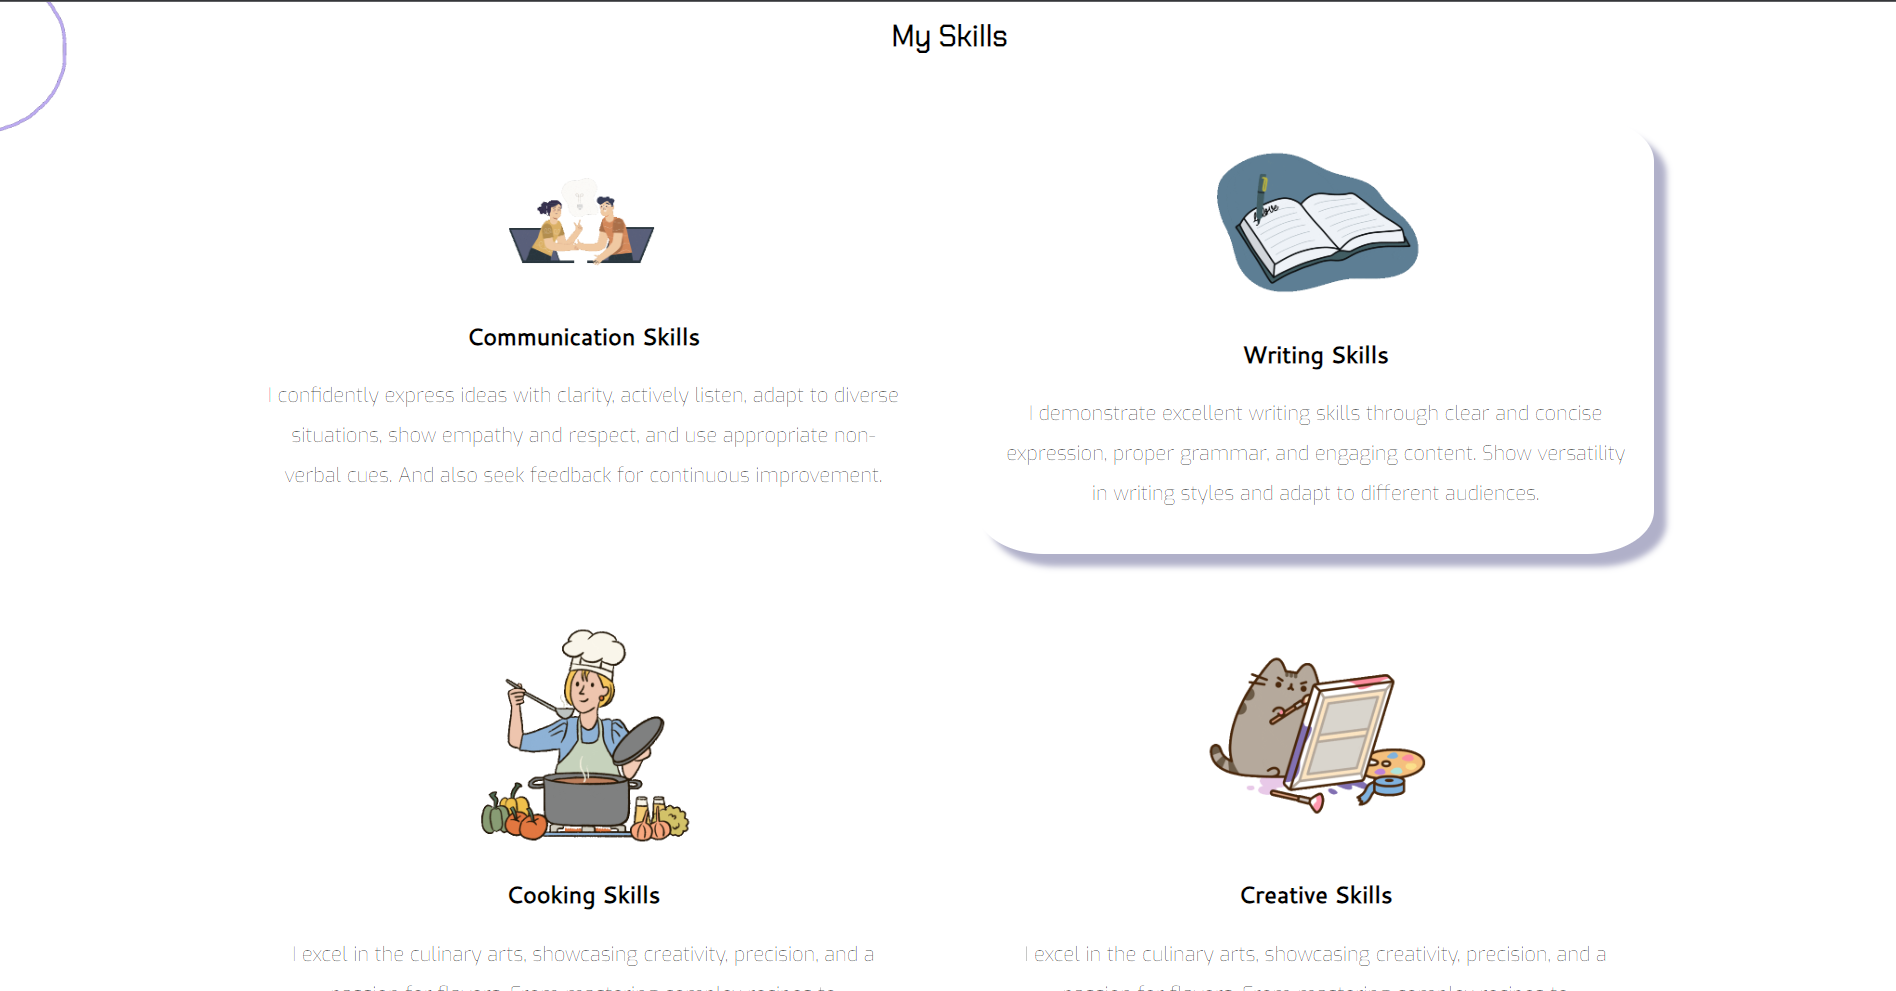 My Skills
Love
Communication Skills
I confidently express ideas with clarity, actively listen, adapt to diverse
situations, show empathy and respect, and use appropriate non-
verbal cues. And also seek feedback for continuous improvement.
Writing Skills
I demonstrate excellent writing skills through clear and concise
expression, proper grammar, and engaging content. Show versatility
in writing styles and adapt to different audiences.
Cooking Skills
I excel in the culinary arts, showcasing creativity, precision, and a
Creative Skills
I excel in the culinary arts, showcasing creativity, precision, and a